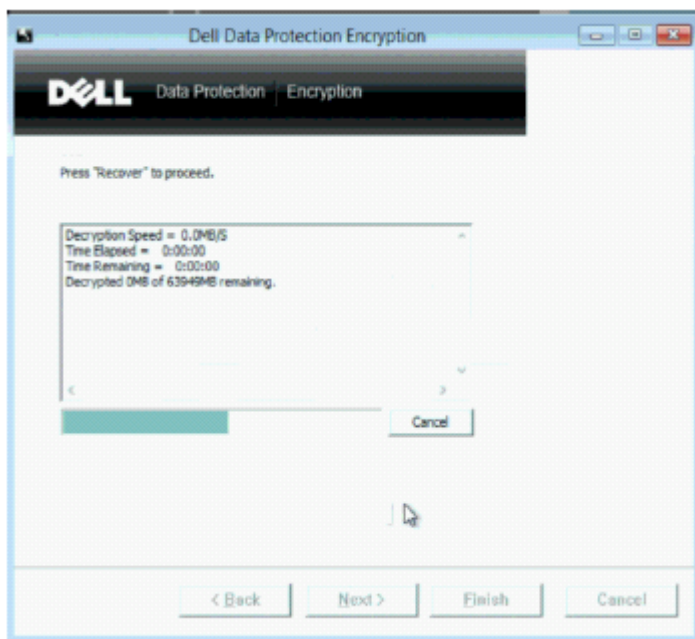 Dell Data Protection Encryption
DELL Data Protection Encryption
Press "Recover" to proceed.
Decryption Speed = 0.0MB/S
Time Elapsed = 0:00:00
Time Remaining = 0:00:00
Decrypted 0MB of 63949MB remaining.
Cancel
< Back Next > Finish Cancel